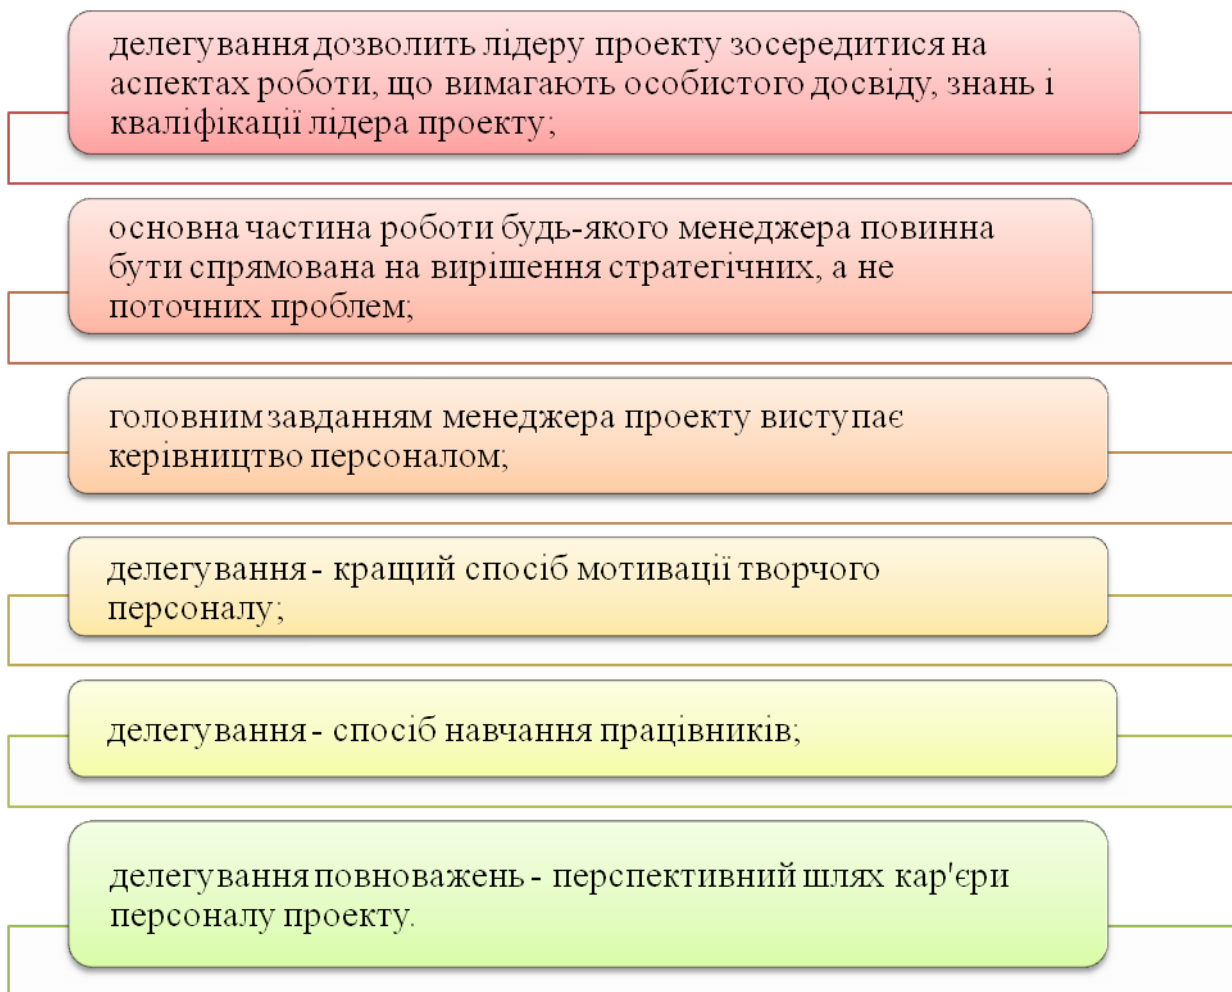 делегування дозволить лідеру проекту зосередитися на
аспектах роботи, що вимагають особистого досвіду, знань і
кваліфікації лідера проекту;
основна частина роботи будь-якого менеджера повинна
бути спрямована на вирішення стратегічних, а не
поточних проблем;
головним завданням менеджера проекту виступає
керівництво персоналом;
делегування - кращий спосіб мотивації творчого
персоналу;
делегування - спосіб навчання працівників;
делегування повноважень - перспективний шлях кар'єри
персоналу проекту.